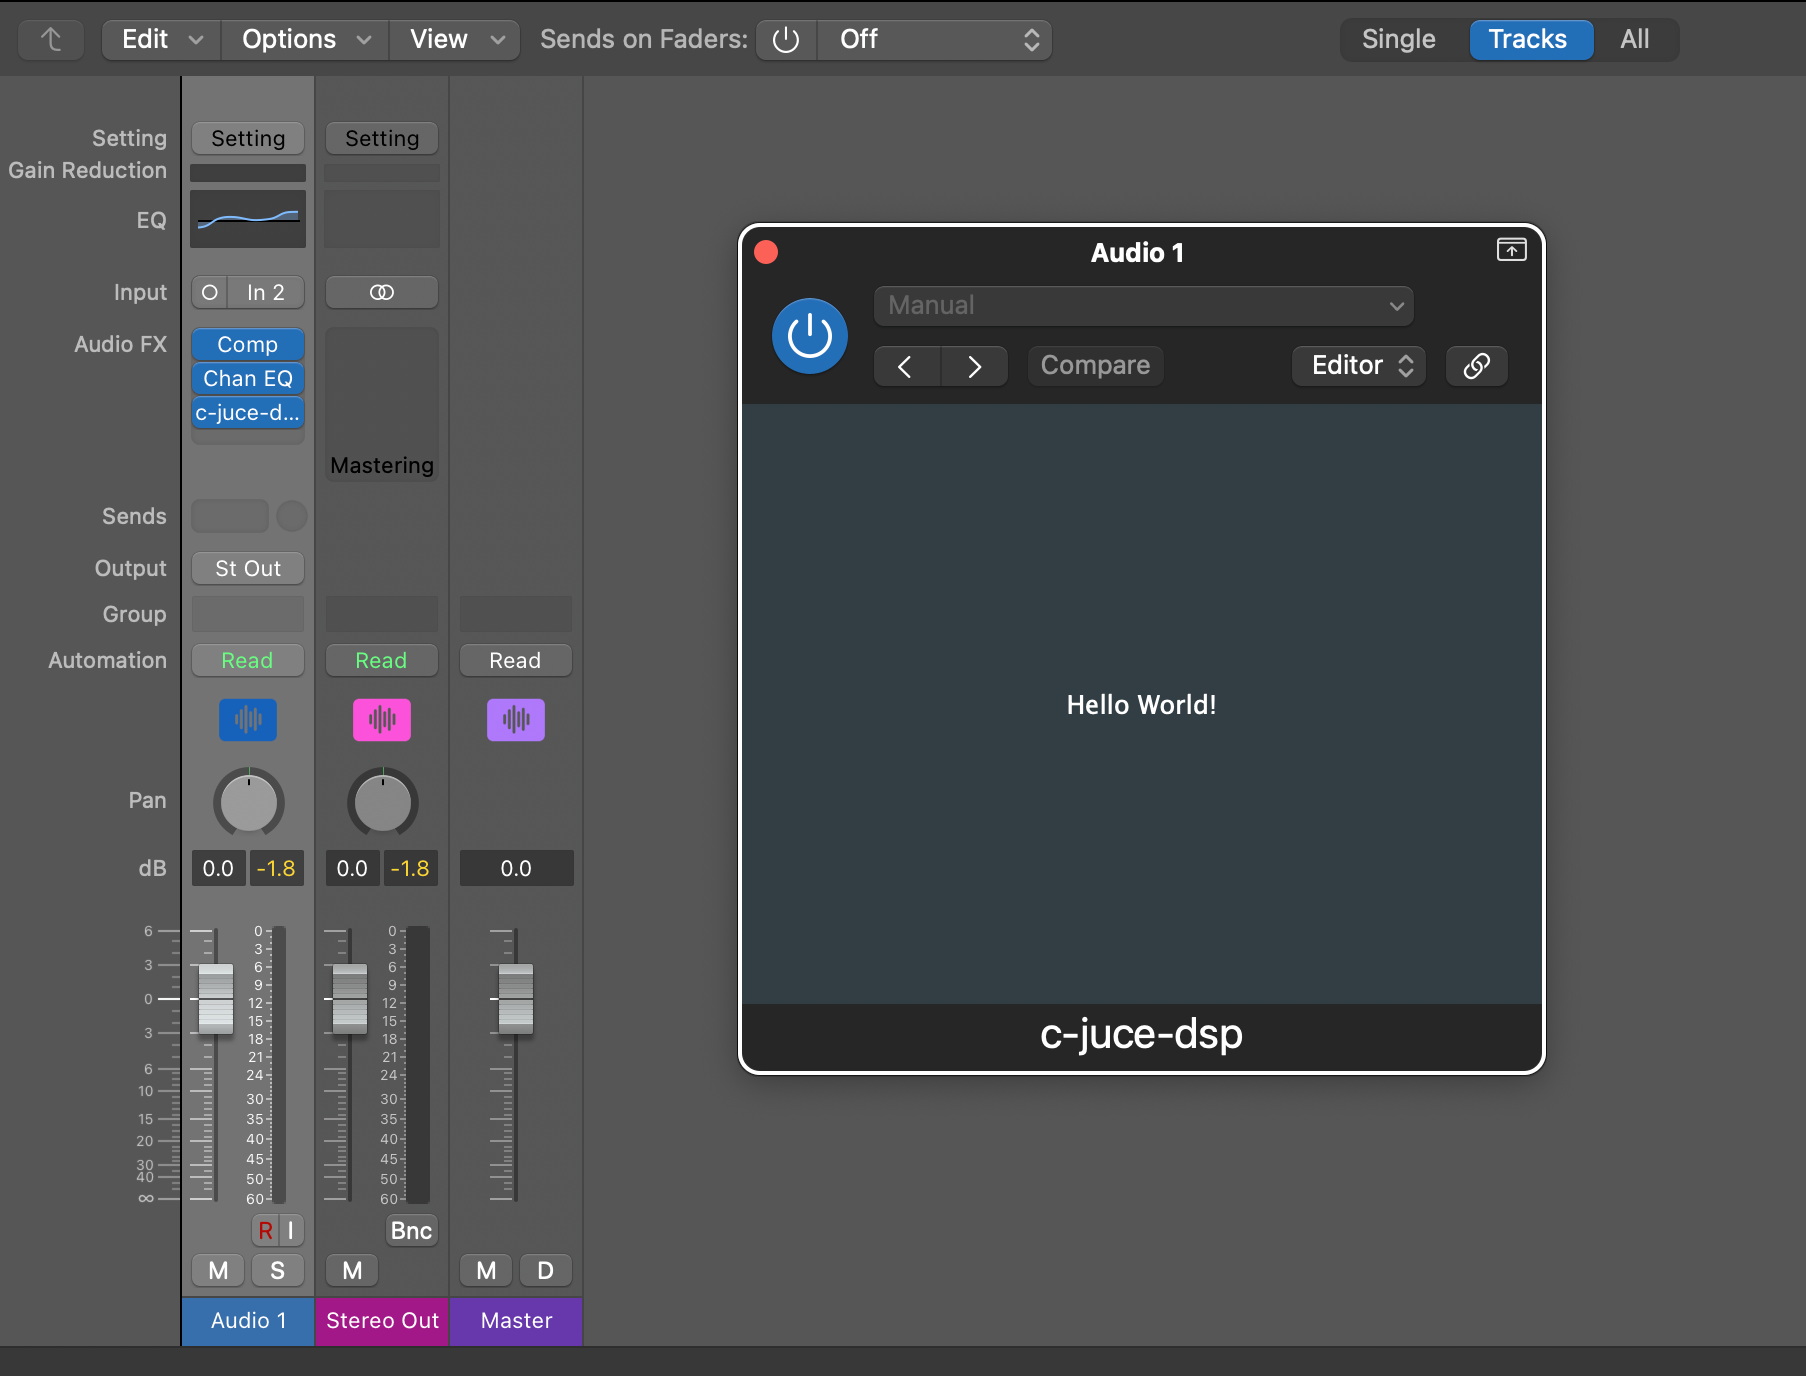 Edit Options View Sends on Faders: Off Single Tracks All
Setting Setting Setting
Gain Reduction
EQ
Input In 2
Audio FX Comp
Chan EQ
c-juce-d...
Mastering
Sends
Output St Out
Group
Automation Read Read Read
Pan
dB 0.0 -1.8 0.0 -1.8 0.0
6 0 0
3 3
3 6 6
9 9
0 12 12
15 15
3 18 18
21 21
6 24 24
10 30 30
15 35 35
20 40 40
30 45 45
40 50 50
∞ 60 60
R I Bnc
M S M M D
Audio 1 Stereo Out Master
Audio 1
Manual
Compare Editor
Hello World!
c-juce-dsp